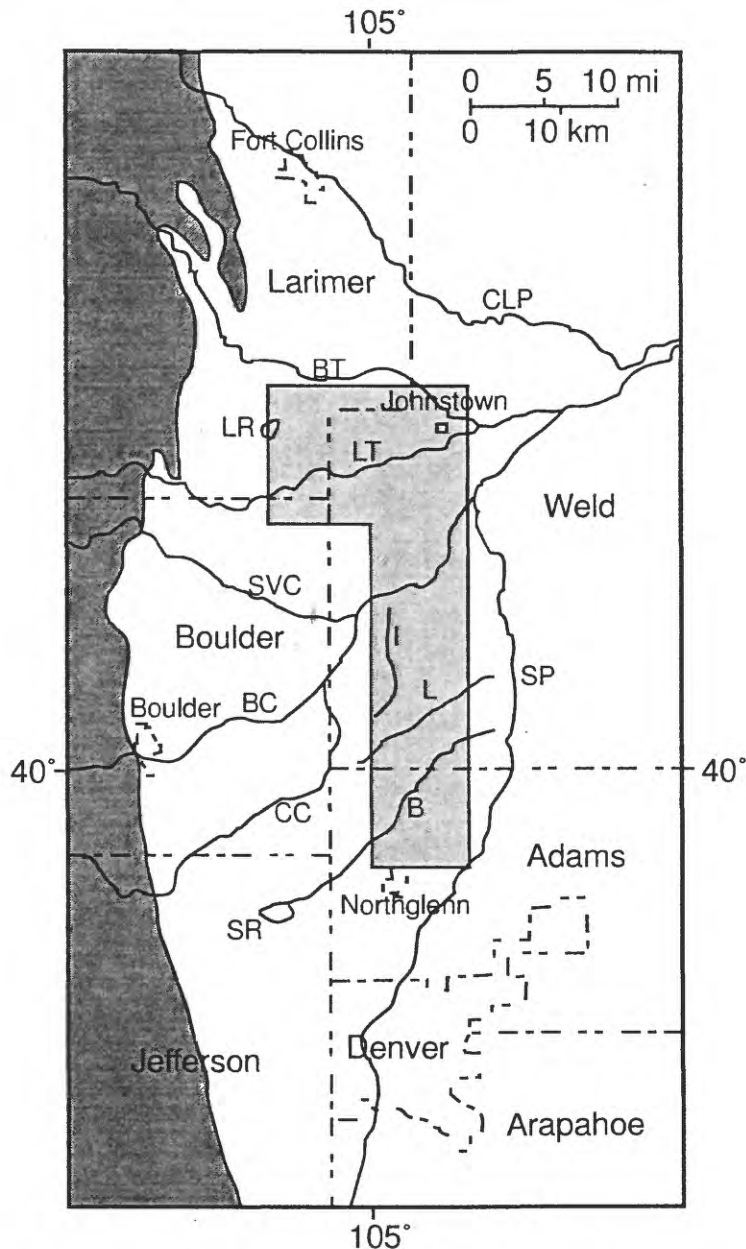 105°
0 5 10 mi
0 10 km
Fort Collins
Larimer
CLP
BT
Johnstown
LR
LT
Weld
SVC
I
Boulder
L
SP
Boulder
BC
40°
40°
B
CC
Adams
Northglenn
SR
Denver
Jefferson
Arapahoe
105°